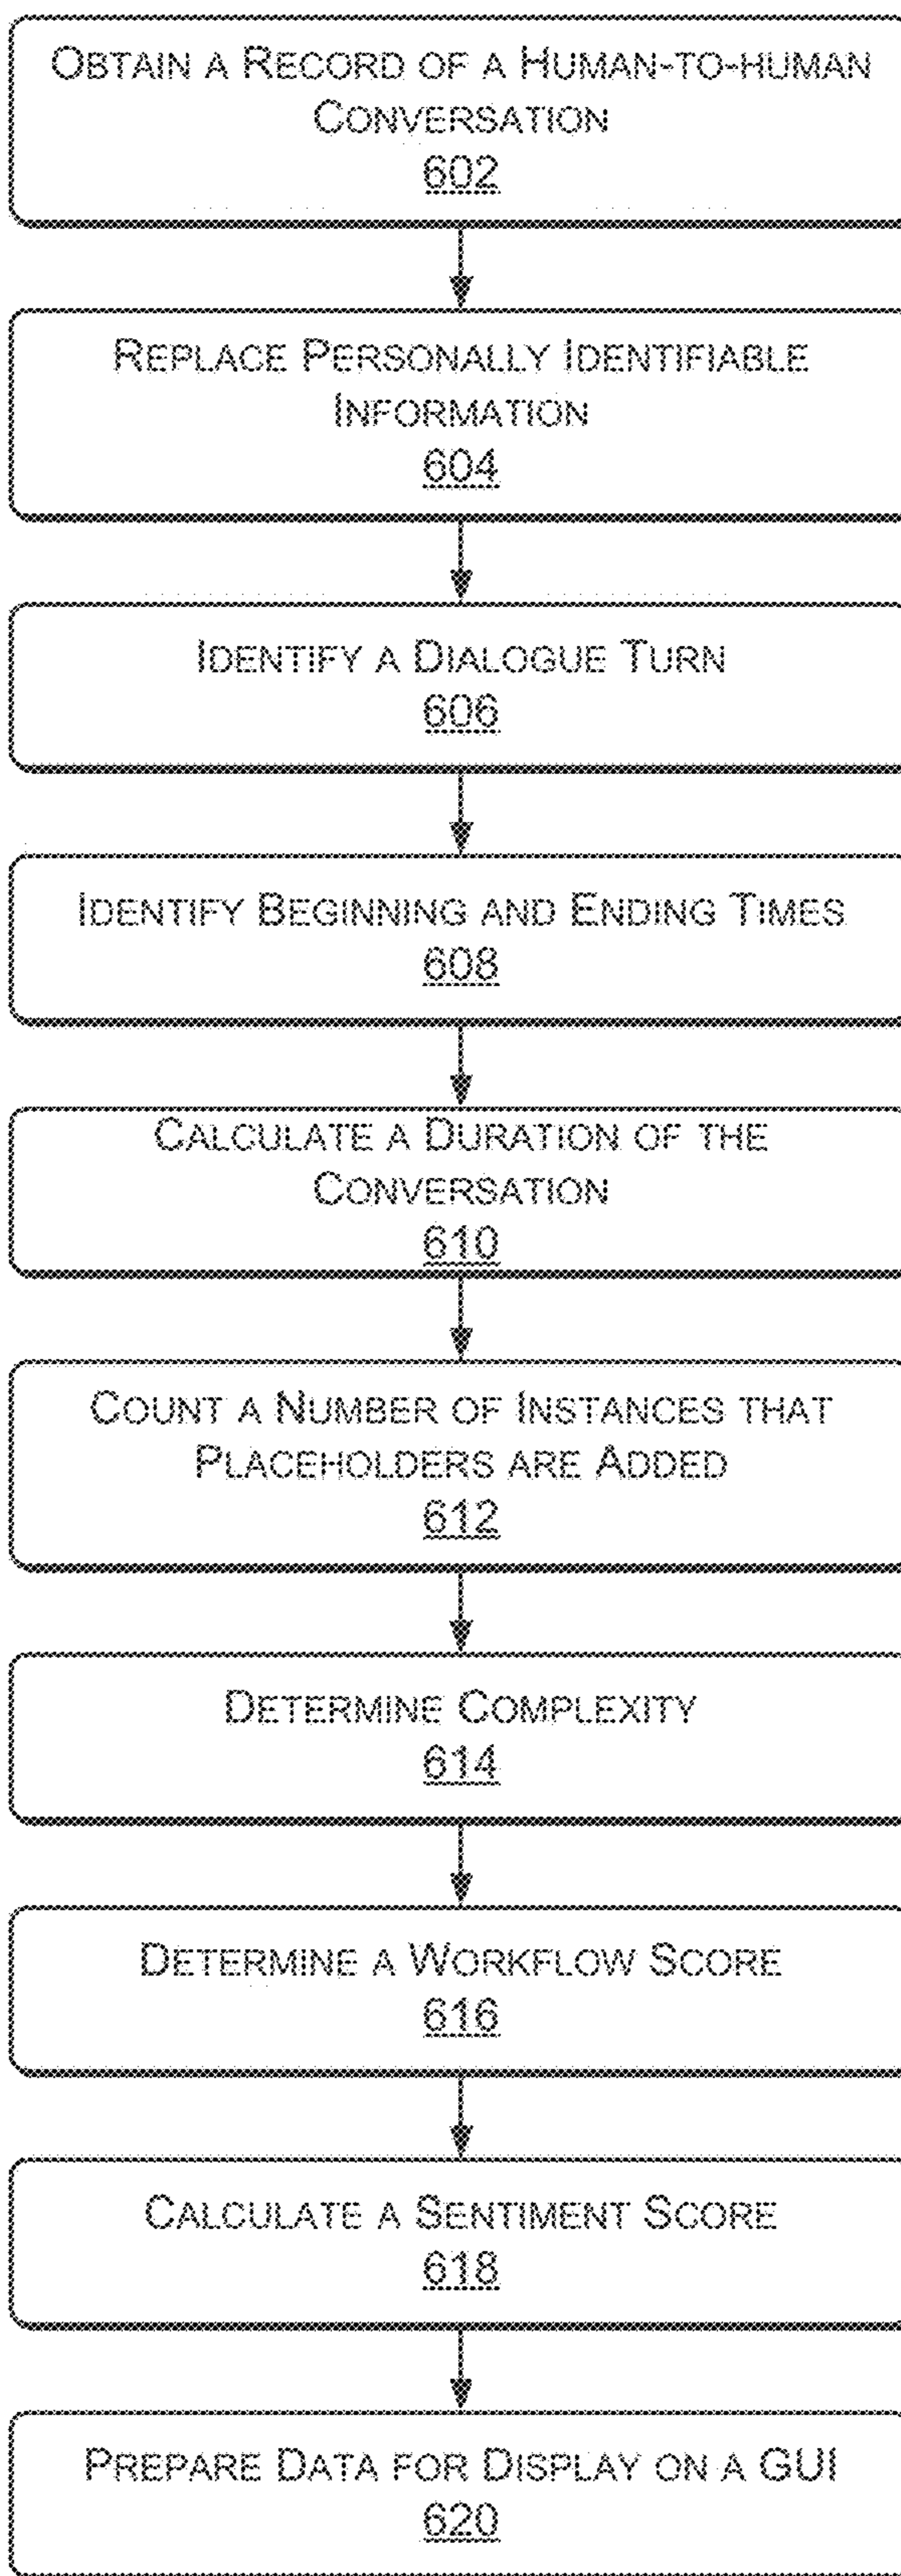 OBTAIN A RECORD OF A HUMAN-TO-HUMAN
CONVERSATION
602
REPLACE PERSONALLY IDENTIFIABLE
INFORMATION
604
IDENTIFY A DIALOGUE TURN
606
IDENTIFY BEGINNING AND ENDING TIMES
608
CALCULATE A DURATION OF THE
CONVERSATION
610
COUNT A NUMBER OF INSTANCES THAT
PLACEHOLDERS ARE ADDED
612
DETERMINE COMPLEXITY
614
DETERMINE A WORKFLOW SCORE
616
CALCULATE A SENTIMENT SCORE
618
PREPARE DATA FOR DISPLAY ON A GUI
620